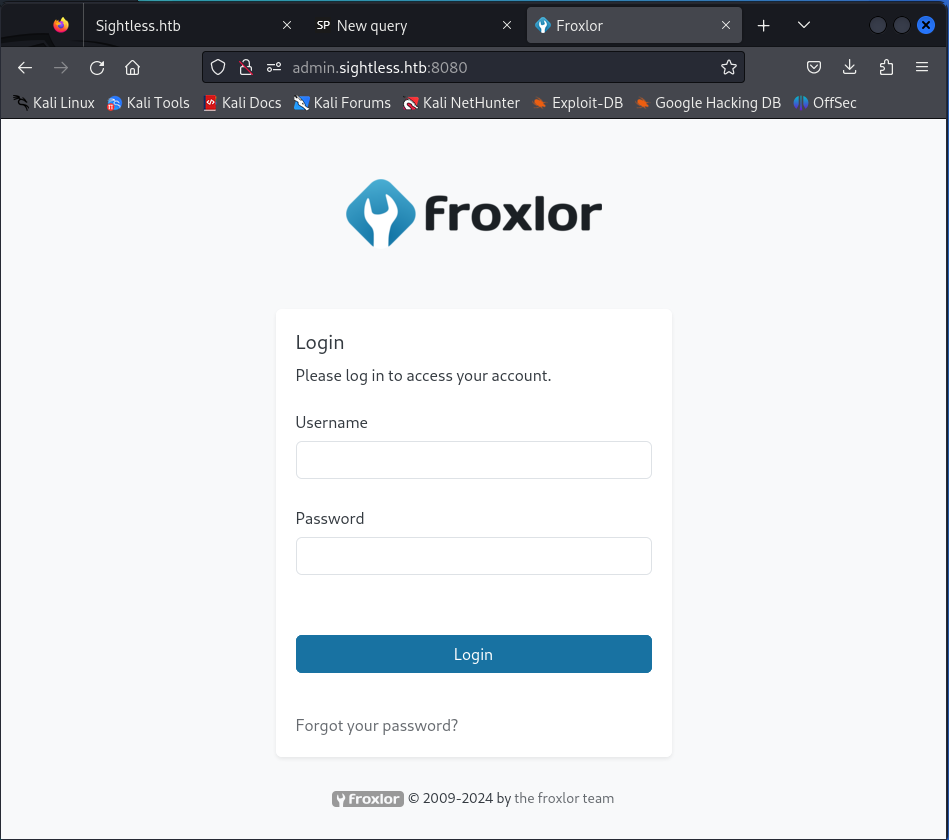 Sightless.htb
SP New query
Froxlor
admin.sightless.htb:8080
Kali Linux Kali Tools Kali Docs Kali Forums Kali NetHunter Exploit-DB Google Hacking DB OffSec
froxlor
Login
Please log in to access your account.
Username
Password
Login
Forgot your password?
froxlor © 2009-2024 by the froxlor team